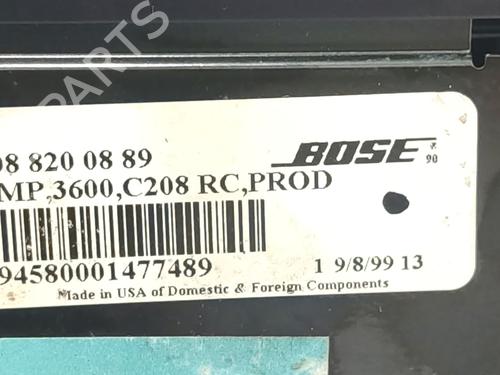 PARTS
08 820 08 89
BOSE
90
MP,3600,C208 RC,PROD
94580001477489
1 9/8/99 13
Made in USA of Domestic & Foreign Components